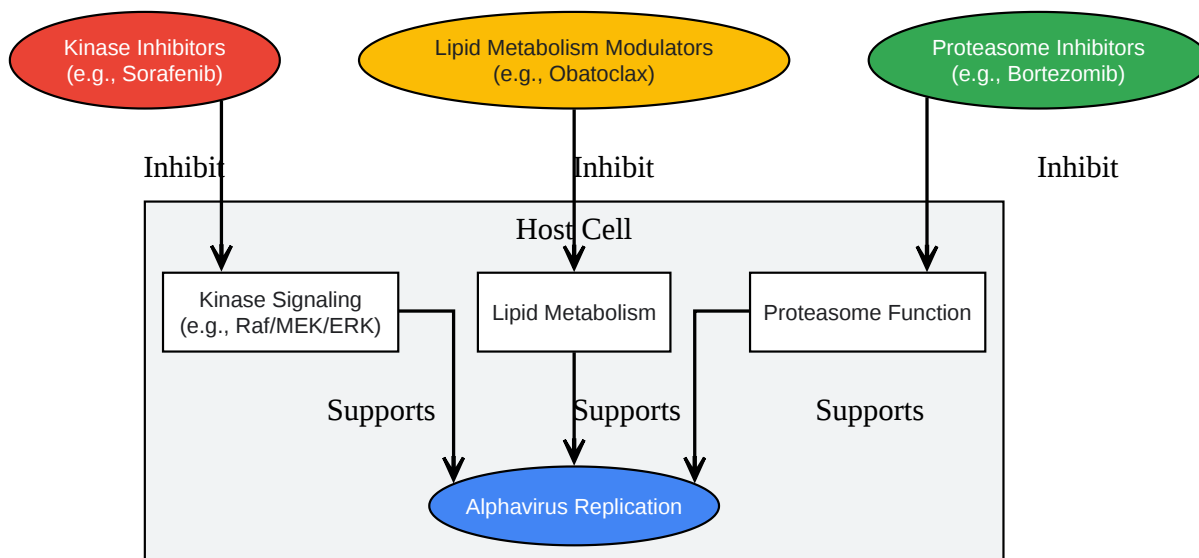 Kinase Inhibitors
(e.g., Sorafenib)
Lipid Metabolism Modulators
(e.g., Obatoclax)
Proteasome Inhibitors
(e.g., Bortezomib)
Inhibit
Inhibit
Inhibit
Host Cell
Kinase Signaling
(e.g., Raf/MEK/ERK)
Lipid Metabolism
Proteasome Function
Supports
Supports
Supports
Alphavirus Replication